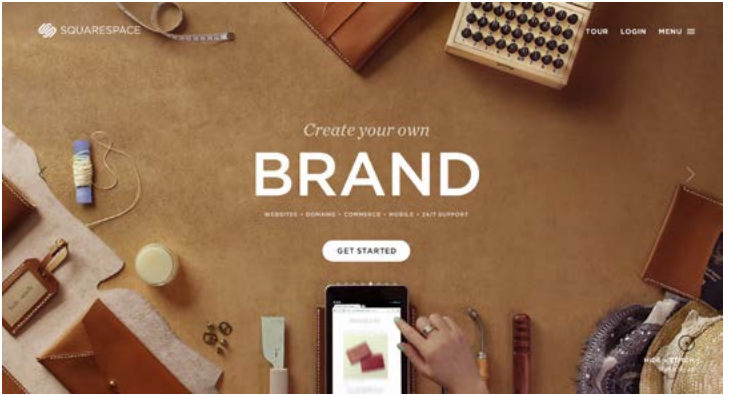 SQUARESPACE
TOUR LOGIN MENU
Create your own
BRAND
WEBSITES • DOMAINS • COMMERCE • MOBILE • 24/7 SUPPORT
GET STARTED